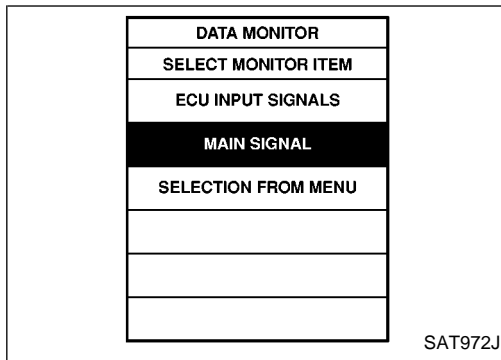 DATA MONITOR
SELECT MONITOR ITEM
ECU INPUT SIGNALS
MAIN SIGNAL
SELECTION FROM MENU
SAT972J